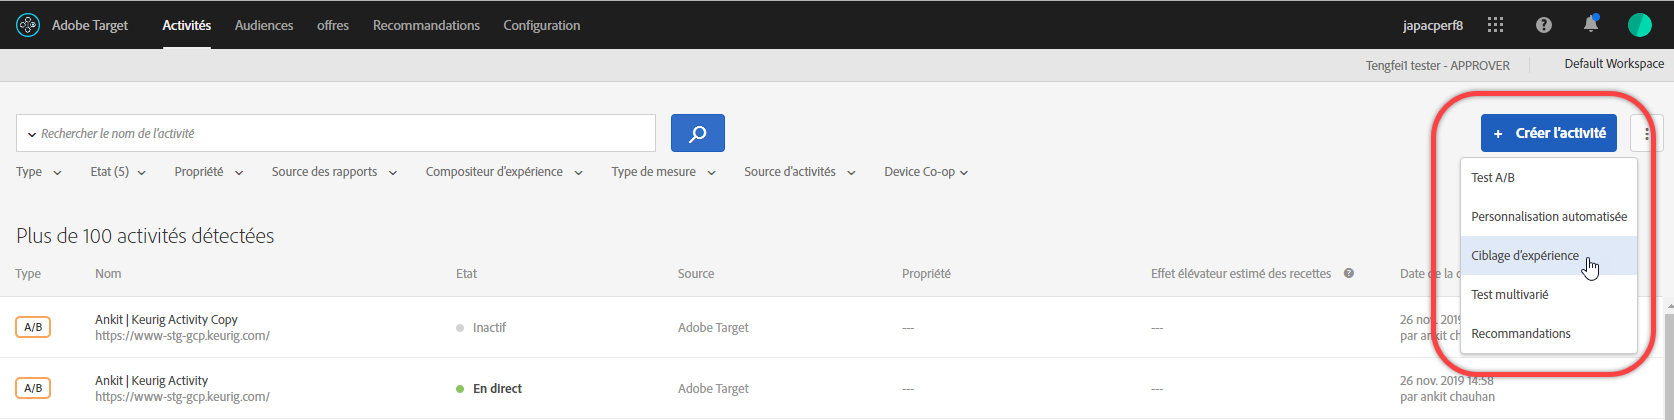 Adobe Target Activités Audiences offres Recommandations Configuration japacperf8
Tengfei1 tester - APPROVER Default Workspace
Rechercher le nom de l'activité
+ Créer l'activité
Type Etat (5) Propriété Source des rapports Compositeur d'expérience Type de mesure Source d'activités Device Co-op
Test A/B
Personnalisation automatisée
Ciblage d'expérience
Test multivarié
Recommandations
Plus de 100 activités détectées
Type Nom Etat Source Propriété Effet élévateur estimé des recettes Date de la
A/B Ankit | Keurig Activity Copy Inactif Adobe Target --- --- 26 nov. 2019
https://www-stg-gcp.keurig.com/ par ankit
A/B Ankit | Keurig Activity En direct Adobe Target --- --- 26 nov. 2019 14:58
https://www-stg-gcp.keurig.com/ par ankit chauhan